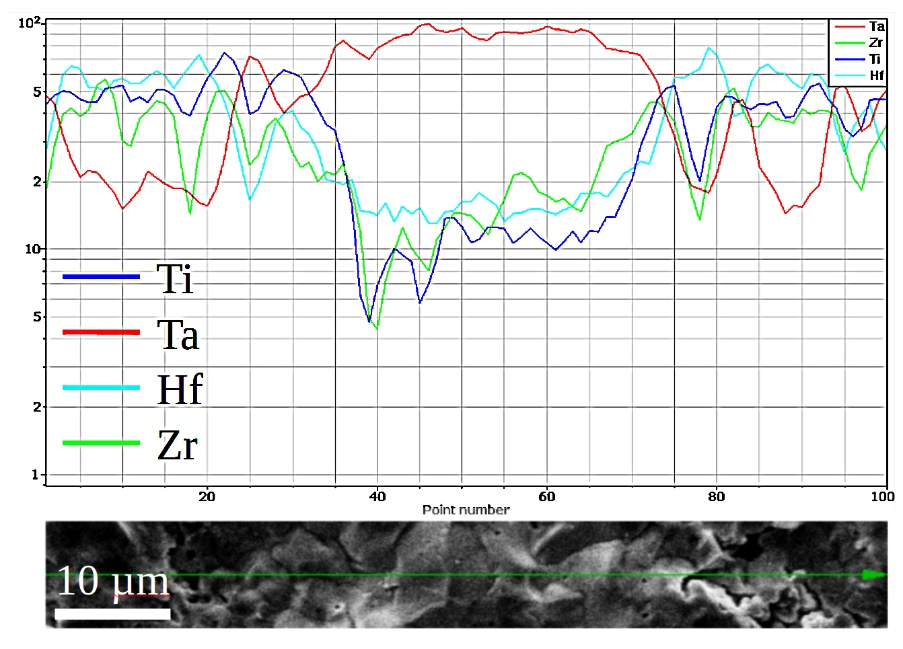 10²
5
2
10
5
2
1
Ta
Zr
Ti
Hf
Ti
Ta
Hf
Zr
20 40 60 80 100
Point number
10 µm